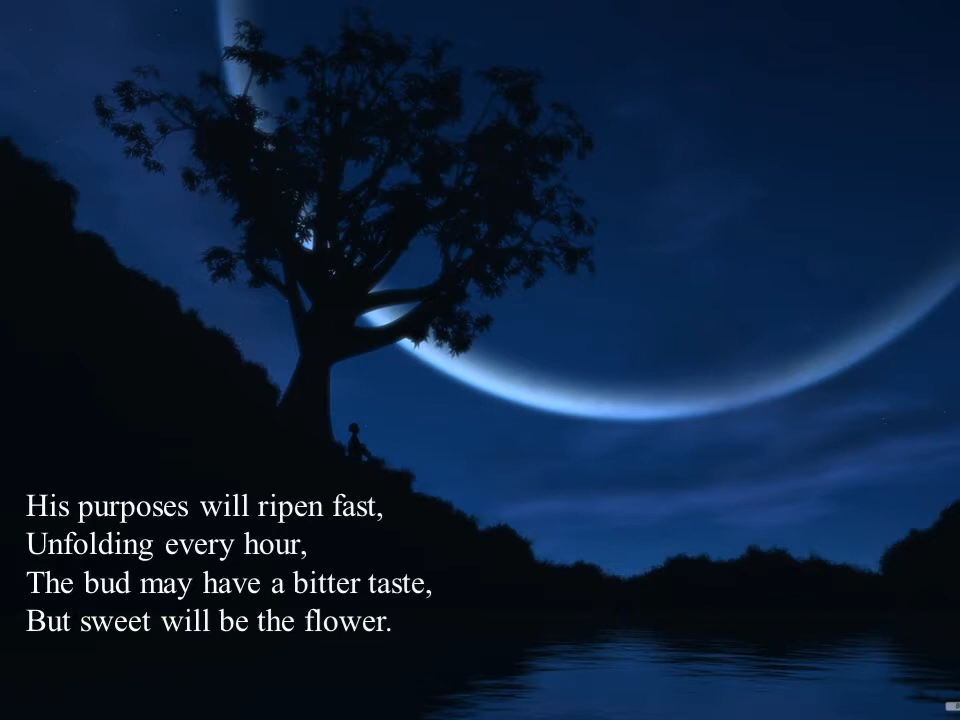 His purposes will ripen fast,
Unfolding every hour,
The bud may have a bitter taste,
But sweet will be the flower.